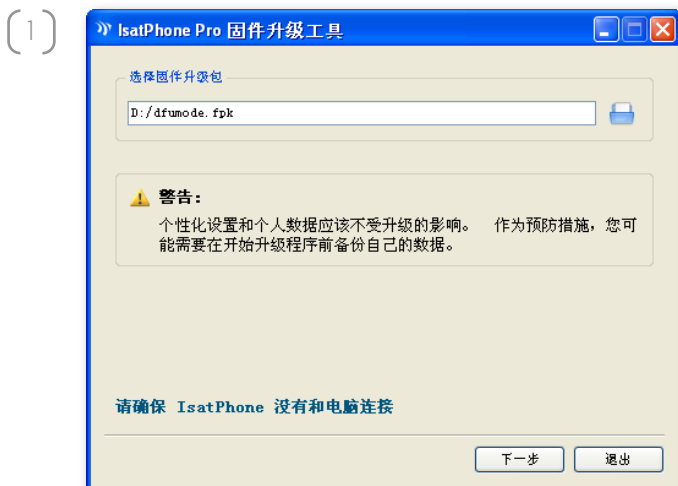 1
IsatPhone Pro 固件升级工具
选择固件升级包
D:/dfumode.fpk
警告：
个性化设置和个人数据应该不受升级的影响。 作为预防措施，您可
能需要在开始升级程序前备份自己的数据。
请确保 IsatPhone 没有和电脑连接
下一步
退出